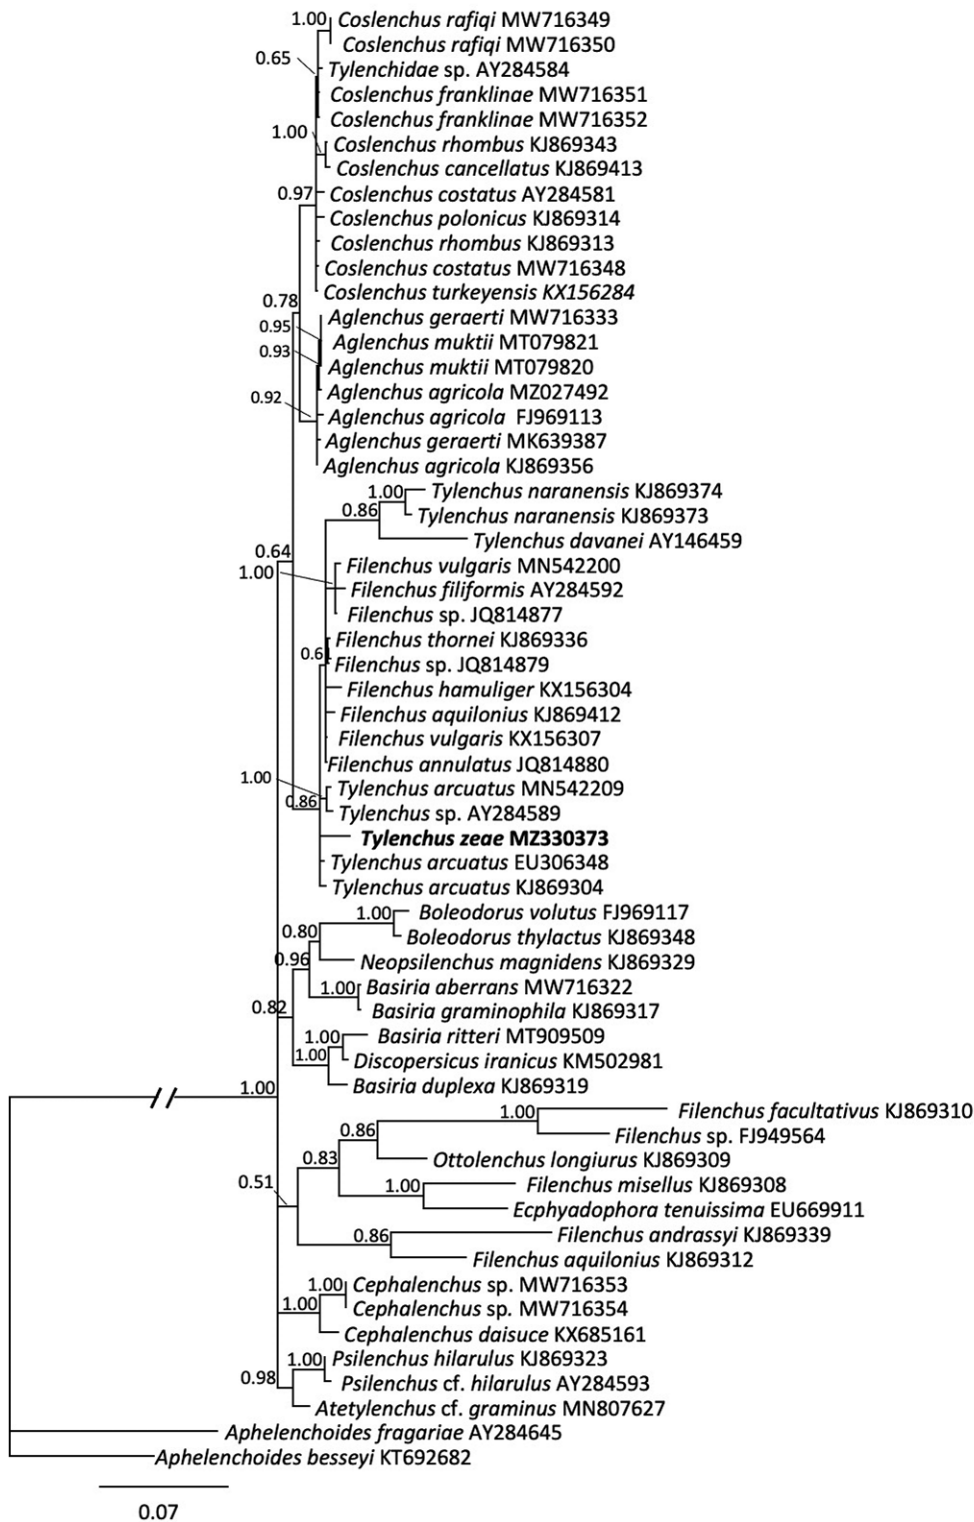 1.00
Coslenchus rafiqi MW716349
Coslenchus rafiqi MW716350
0.65
Tylenchidae sp. AY284584
Coslenchus franklinae MW716351
Coslenchus franklinae MW716352
1.00
Coslenchus rhombus KJ869343
Coslenchus cancellatus KJ869413
0.97
Coslenchus costatus AY284581
Coslenchus polonicus KJ869314
Coslenchus rhombus KJ869313
Coslenchus costatus MW716348
Coslenchus turkeyensis KX156284
0.78
Aglenchus geraerti MW716333
0.95
Aglenchus muktii MT079821
0.93
Aglenchus muktii MT079820
Aglenchus agricola MZ027492
0.92
Aglenchus agricola FJ969113
Aglenchus geraerti MK639387
Aglenchus agricola KJ869356
1.00
Tylenchus naranensis KJ869374
0.86
Tylenchus naranensis KJ869373
Tylenchus davanei AY146459
0.64
1.00
Filenchus vulgaris MN542200
Filenchus filiformis AY284592
Filenchus sp. JQ814877
Filenchus thornei KJ869336
0.6
Filenchus sp. JQ814879
Filenchus hamuliger KX156304
Filenchus aquilonius KJ869412
Filenchus vulgaris KX156307
Filenchus annulatus JQ814880
1.00
Tylenchus arcuatus MN542209
0.86
Tylenchus sp. AY284589
Tylenchus zeae MZ330373
Tylenchus arcuatus EU306348
Tylenchus arcuatus KJ869304
1.00
Boleodorus volutus FJ969117
0.80
Boleodorus thylactus KJ869348
0.96
Neopsilenchus magnidens KJ869329
1.00
Basiria aberrans MW716322
Basiria graminophila KJ869317
0.82
1.00
Basiria ritteri MT909509
1.00
Discopersicus iranicus KM502981
Basiria duplexa KJ869319
1.00
1.00
Filenchus facultativus KJ869310
0.86
Filenchus sp. FJ949564
0.83
Ottolenchus longiurus KJ869309
0.51
1.00
Filenchus misellus KJ869308
Ecphyadophora tenuissima EU669911
0.86
Filenchus andrassyi KJ869339
Filenchus aquilonius KJ869312
1.00
Cephalenchus sp. MW716353
1.00
Cephalenchus sp. MW716354
Cephalenchus daisuce KX685161
1.00
Psilenchus hilarulus KJ869323
0.98
Psilenchus cf. hilarulus AY284593
Atetylenchus cf. graminus MN807627
Aphelenchoides fragariae AY284645
Aphelenchoides besseyi KT692682
0.07